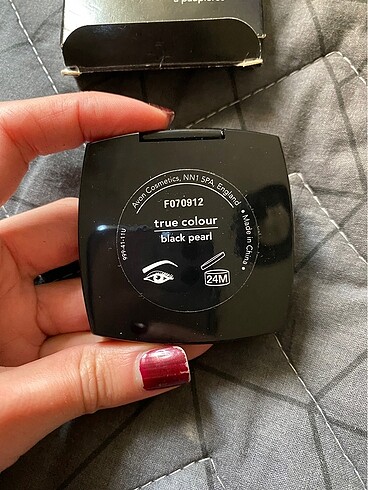 Avon Cosmetics, NN1 5PA, England
• Made in China •
F070912
true colour
black pearl
24M